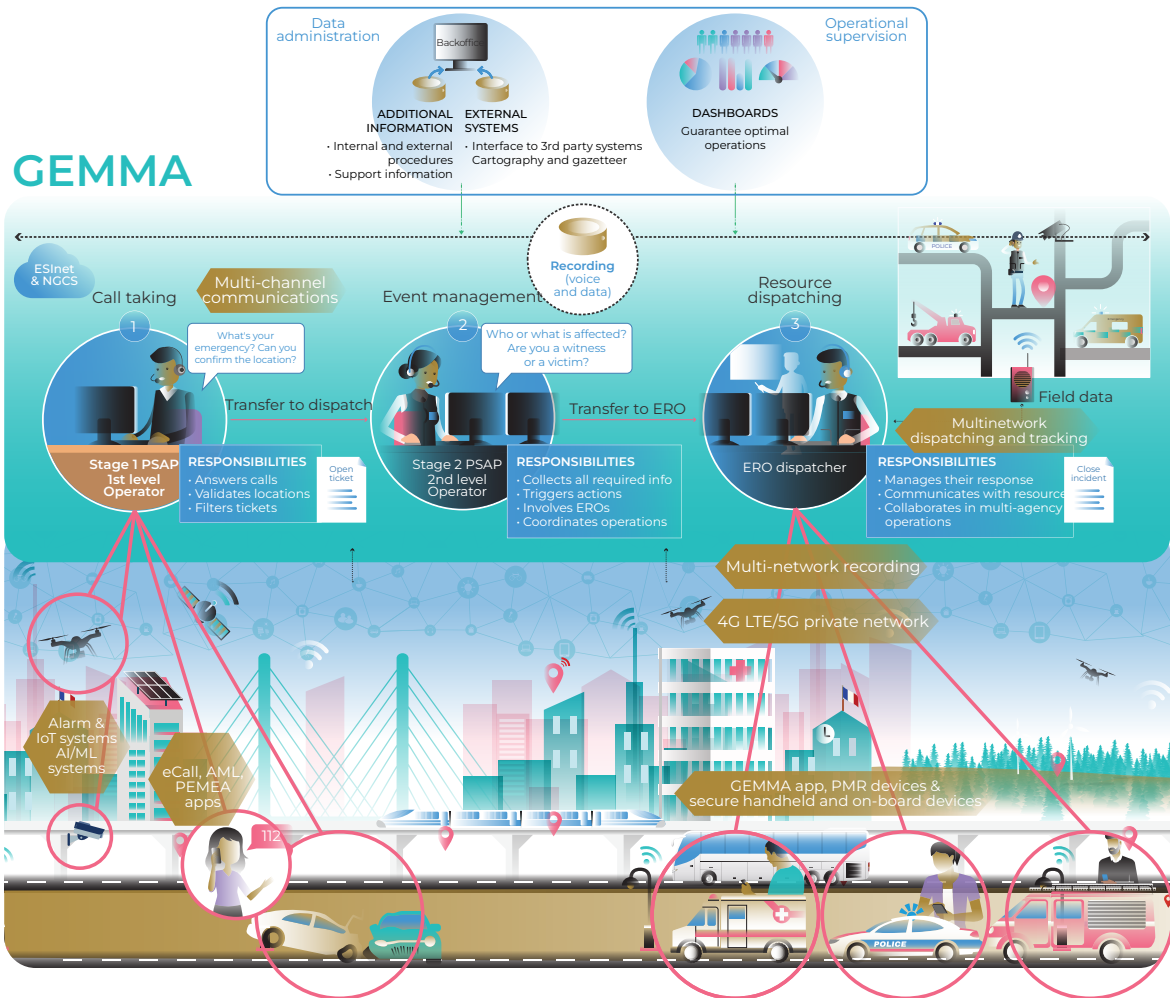 Data
administration
Operational
supervision
Backoffice
ADDITIONAL
INFORMATION
• Internal and external
procedures
• Support information
EXTERNAL
SYSTEMS
• Interface to 3rd party systems
Cartography and gazetteer
DASHBOARDS
Guarantee optimal
operations
GEMMA
ESInet
& NGCS
Recording
(voice
and data)
POLICE
Call taking
Multi-channel
communications
Event management
Resource
dispatching
1
What's your
emergency? Can you
confirm the location?
2
Who or what is affected?
Are you a witness
or a victim?
3
Transfer to dispatch
Transfer to ERO
Field data
Multinetwork
dispatching and tracking
Stage 1 PSAP
1st level
Operator
RESPONSIBILITIES
• Answers calls
• Validates locations
• Filters tickets
Open
ticket
Stage 2 PSAP
2nd level
Operator
RESPONSIBILITIES
• Collects all required info
• Triggers actions
• Involves EROs
• Coordinates operations
ERO dispatcher
RESPONSIBILITIES
• Manages their response
• Communicates with resource
• Collaborates in multi-agency
operations
Close
incident
Multi-network recording
4G LTE/5G private network
Alarm &
IoT systems
AI/ML
systems
eCall, AML,
PEMEA
apps
GEMMA app, PMR devices &
secure handheld and on-board devices
112
POLICE